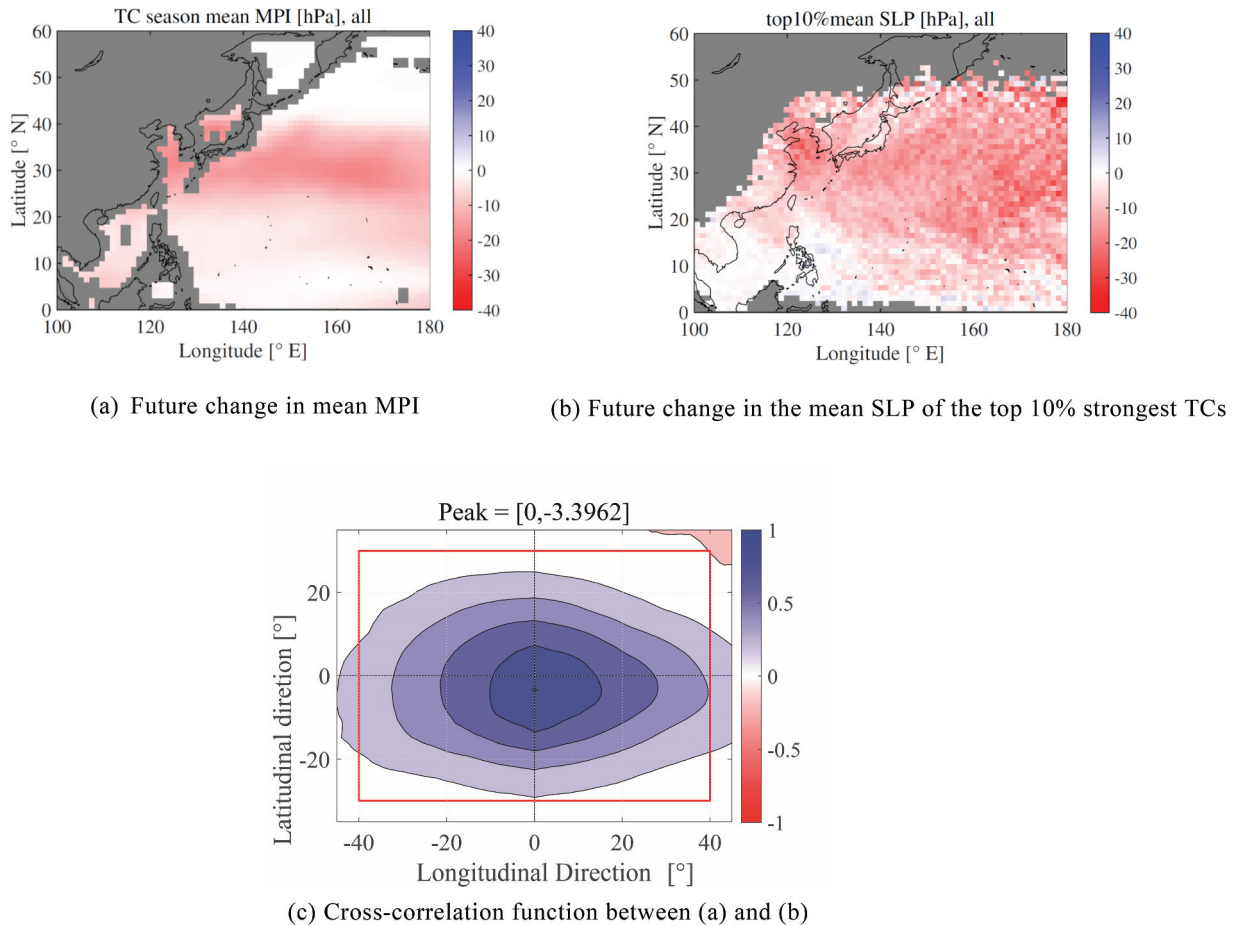 TC season mean MPI [hPa], all
60
50
40
30
20
10
0
100 120 140 160 180
Latitude [° N]
Longitude [° E]
40
30
20
10
0
-10
-20
-30
-40
(a) Future change in mean MPI
top10%mean SLP [hPa], all
60
50
40
30
20
10
0
100 120 140 160 180
Latitude [° N]
Longitude [° E]
40
30
20
10
0
-10
-20
-30
-40
(b) Future change in the mean SLP of the top 10% strongest TCs
Peak = [0,-3.3962]
20
0
-20
-40 -20 0 20 40
Latitudinal diretion [°]
Longitudinal Direction [°]
1
0.5
0
-0.5
-1
(c) Cross-correlation function between (a) and (b)